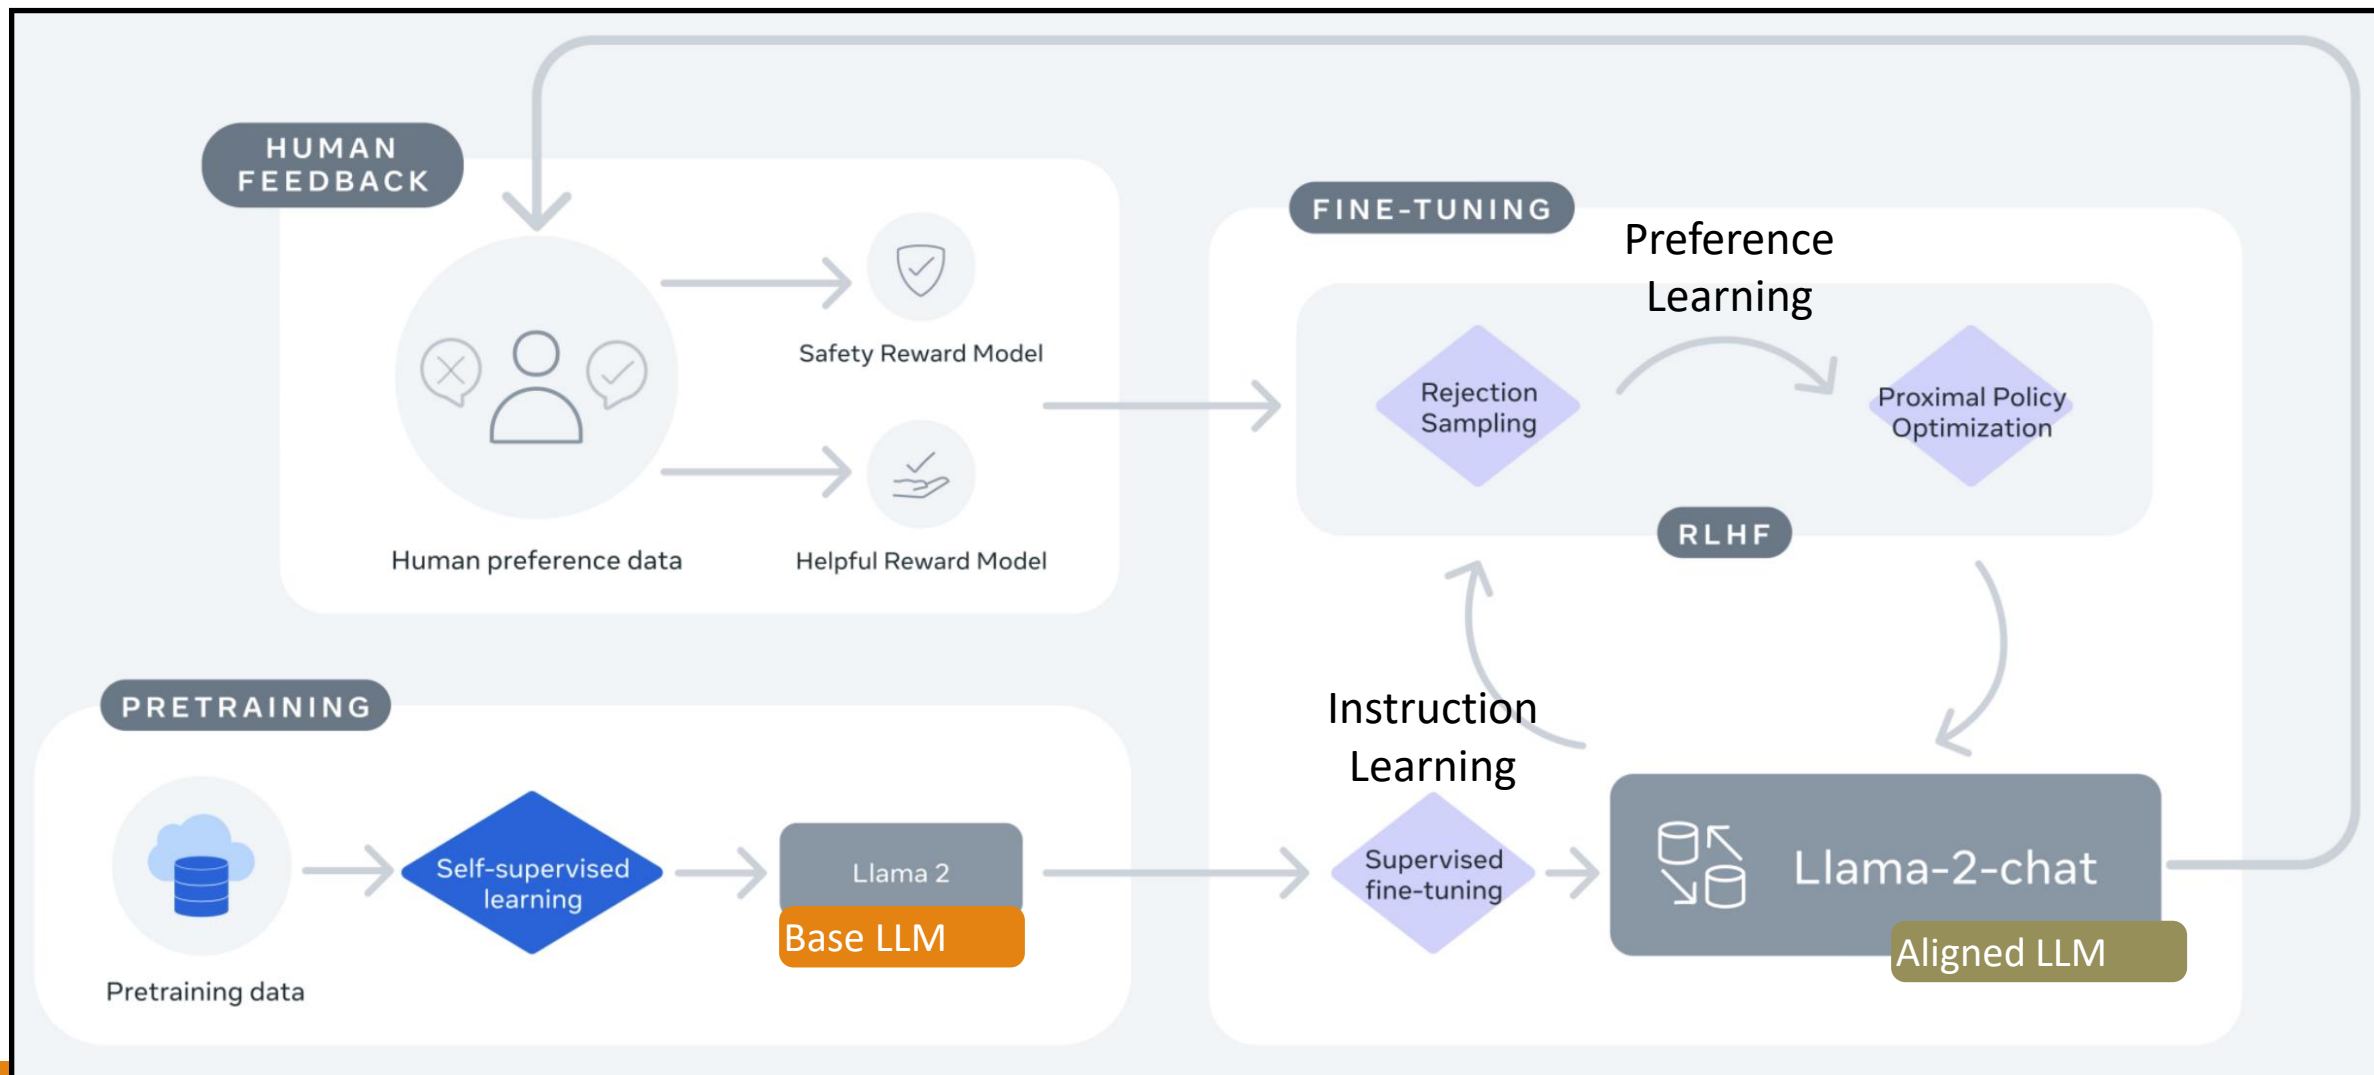 HUMAN
FEEDBACK
Human preference data
Safety Reward Model
Helpful Reward Model
FINE-TUNING
Preference
Learning
Rejection
Sampling
Proximal Policy
Optimization
RLHF
PRETRAINING
Pretraining data
Self-supervised
learning
Llama 2
Base LLM
Instruction
Learning
Supervised
fine-tuning
Llama-2-chat
Aligned LLM